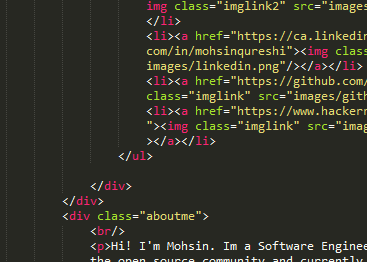 img class="imglink2" src="images
</li>
<li><a href="https://ca.linkedin
com/in/mohsinqureshi"><img clas
images/linkedin.png"/></a></li>
<li><a href="https://github.com/
class="imglink" src="images/gith
<li><a href="https://www.hackerr
"><img class="imglink" src="imag
></a></li>
</ul>
</div>
</div>
<div class="aboutme">
<br/>
<p>Hi! I'm Mohsin. Im a Software Enginee
the open source community and currently